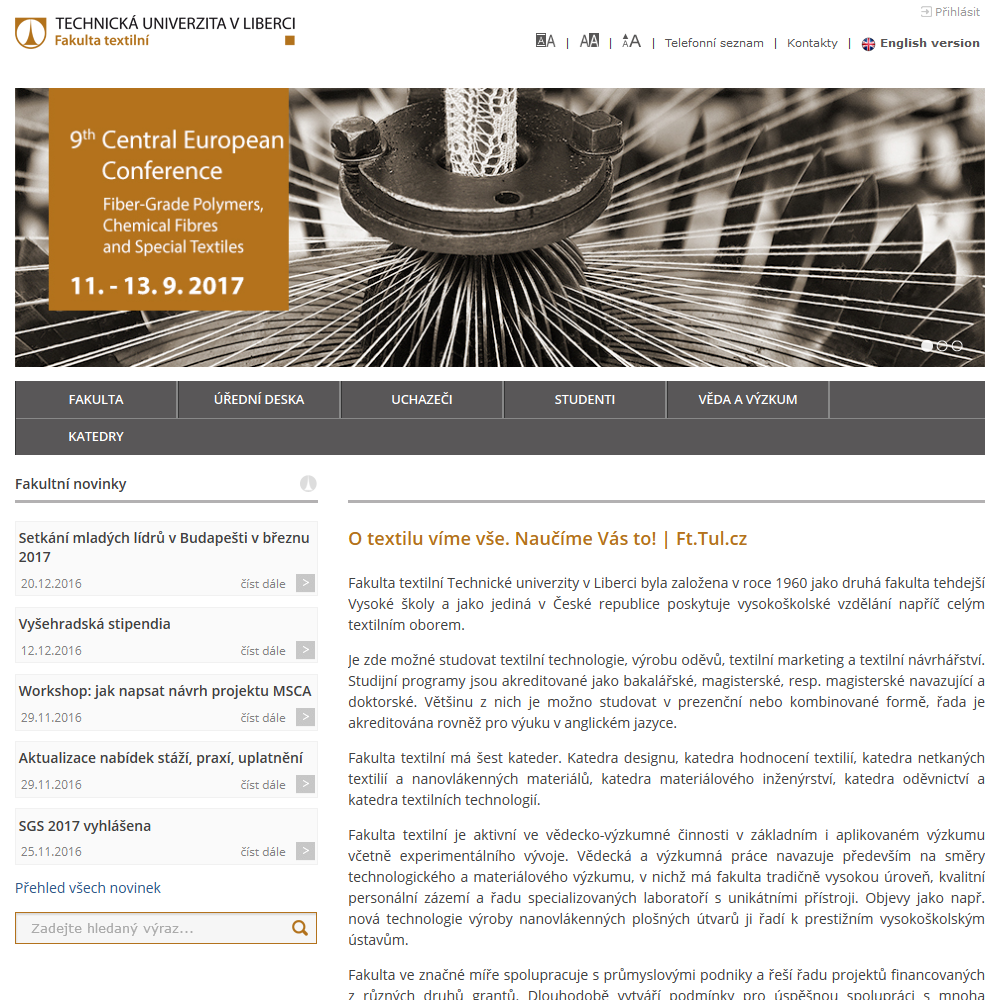 TECHNICKÁ UNIVERZITA V LIBERCI
Fakulta textilní
Přihlásit
AA | AA | AA | Telefonní seznam | Kontakty | English version
9th Central European
Conference
Fiber-Grade Polymers,
Chemical Fibres
and Special Textiles
11. - 13. 9. 2017
FAKULTA
ÚŘEDNÍ DESKA
UCHAZEČI
STUDENTI
VĚDA A VÝZKUM
KATEDRY
Fakultní novinky
Setkání mladých lídrů v Budapešti v březnu
2017
20.12.2016 číst dále >
Vyšehradská stipendia
12.12.2016 číst dále >
Workshop: jak napsat návrh projektu MSCA
29.11.2016 číst dále >
Aktualizace nabídek stáží, praxí, uplatnění
29.11.2016 číst dále >
SGS 2017 vyhlášena
25.11.2016 číst dále >
Přehled všech novinek
Zadejte hledaný výraz...
O textilu víme vše. Naučíme Vás to! | Ft.Tul.cz
Fakulta textilní Technické univerzity v Liberci byla založena v roce 1960 jako druhá fakulta tehdejší
Vysoké školy a jako jediná v České republice poskytuje vysokoškolské vzdělání napříč celým
textilním oborem.
Je zde možné studovat textilní technologie, výrobu oděvů, textilní marketing a textilní návrhářství.
Studijní programy jsou akreditované jako bakalářské, magisterské, resp. magisterské navazující a
doktorské. Většinu z nich je možno studovat v prezenční nebo kombinované formě, řada je
akreditována rovněž pro výuku v anglickém jazyce.
Fakulta textilní má šest kateder. Katedra designu, katedra hodnocení textilií, katedra netkaných
textilií a nanovlákenných materiálů, katedra materiálového inženýrství, katedra oděvnictví a
katedra textilních technologií.
Fakulta textilní je aktivní ve vědecko-výzkumné činnosti v základním i aplikovaném výzkumu
včetně experimentálního vývoje. Vědecká a výzkumná práce navazuje především na směry
technologického a materiálového výzkumu, v nichž má fakulta tradičně vysokou úroveň, kvalitní
personální zázemí a řadu specializovaných laboratoří s unikátními přístroji. Objevy jako např.
nová technologie výroby nanovlákenných plošných útvarů ji řadí k prestižním vysokoškolským
ústavům.
Fakulta ve značné míře spolupracuje s průmyslovými podniky a řeší řadu projektů financovaných
z různých druhů grantů. Dlouhodobě vytváří podmínky pro úspěšnou spolupráci s mnoha